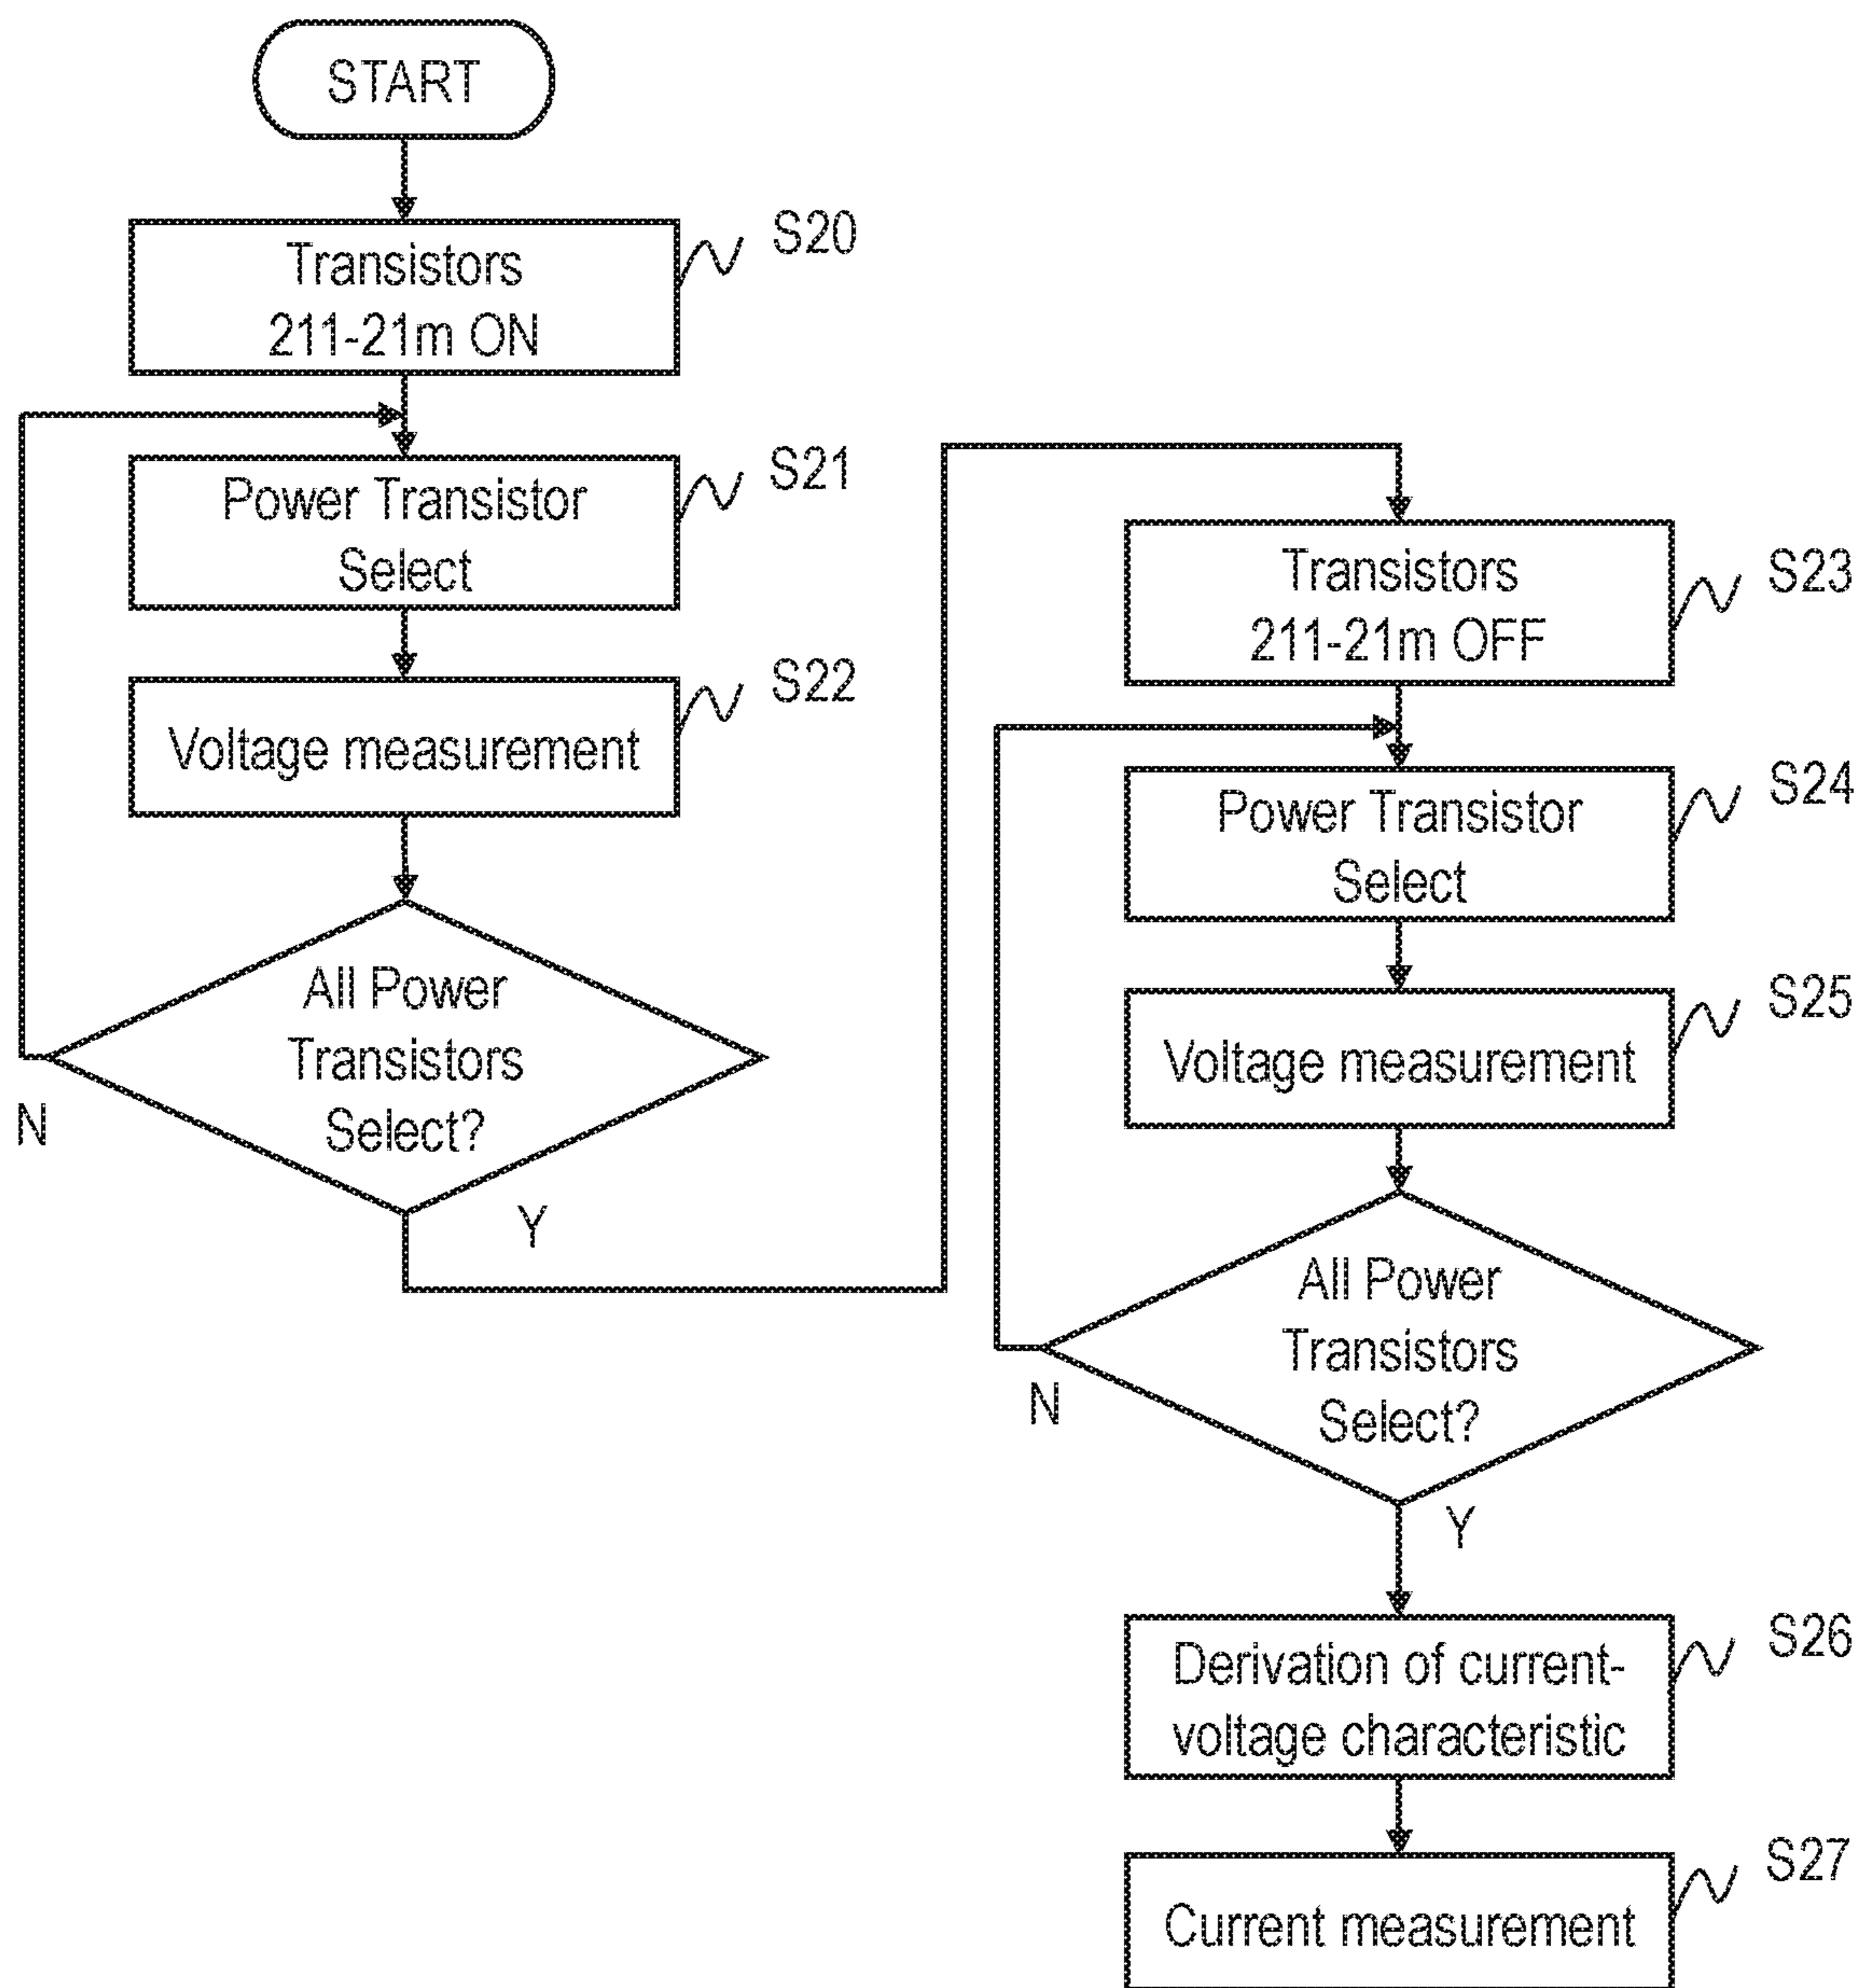 START
Transistors
211-21m ON
S20
Power Transistor
Select
S21
Voltage measurement
S22
All Power
Transistors
Select?
N
Y
Transistors
211-21m OFF
S23
Power Transistor
Select
S24
Voltage measurement
S25
All Power
Transistors
Select?
N
Y
Derivation of current-
voltage characteristic
S26
Current measurement
S27